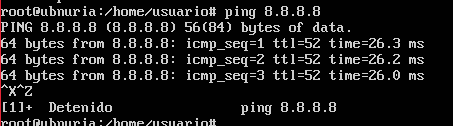 root@ubnuria:/home/usuario# ping 8.8.8.8
PING 8.8.8.8 (8.8.8.8) 56(84) bytes of data.
64 bytes from 8.8.8.8: icmp_seq=1 ttl=52 time=26.3 ms
64 bytes from 8.8.8.8: icmp_seq=2 ttl=52 time=26.2 ms
64 bytes from 8.8.8.8: icmp_seq=3 ttl=52 time=26.0 ms
^X^Z
[1]+  Detenido                ping 8.8.8.8
root@ubnuria:/home/usuario#